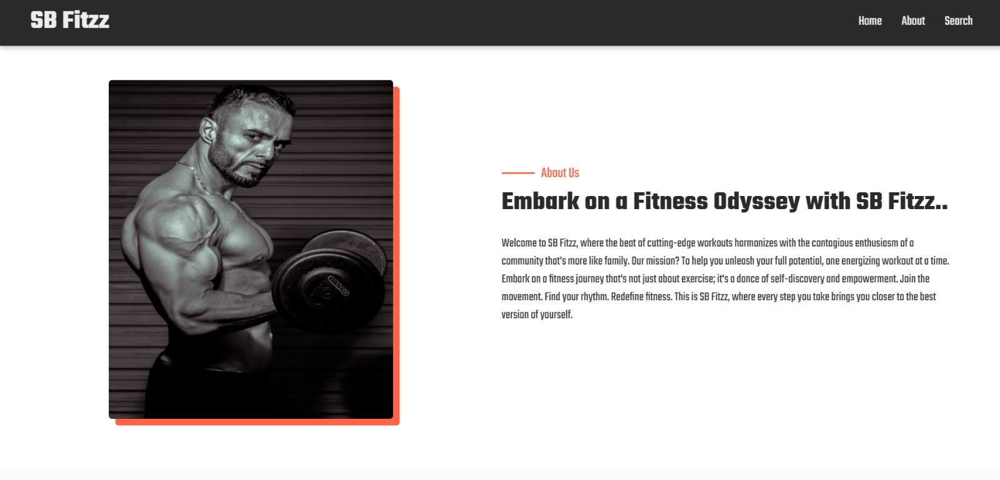 SB Fitzz
Home About Search
About Us
Embark on a Fitness Odyssey with SB Fitzz..
Welcome to SB Fitzz, where the beat of cutting-edge workouts harmonizes with the contagious enthusiasm of a
community that's more like family. Our mission? To help you unleash your full potential, one energizing workout at a time.
Embark on a fitness journey that's not just about exercise; it's a dance of self-discovery and empowerment. Join the
movement. Find your rhythm. Redefine fitness. This is SB Fitzz, where every step you take brings you closer to the best
version of yourself.